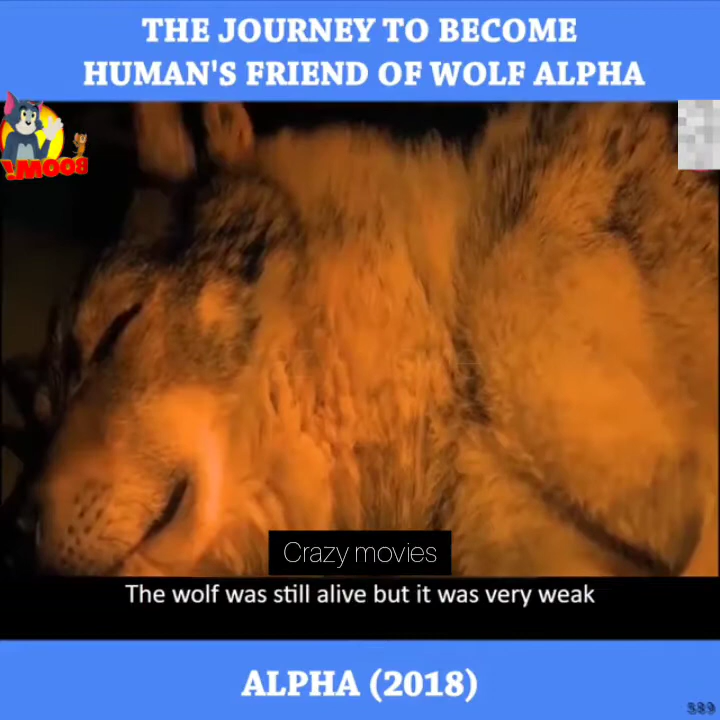 THE JOURNEY TO BECOME
HUMAN'S FRIEND OF WOLF ALPHA
BOOM!
Crazy movies
The wolf was still alive but it was very weak
ALPHA (2018)
589